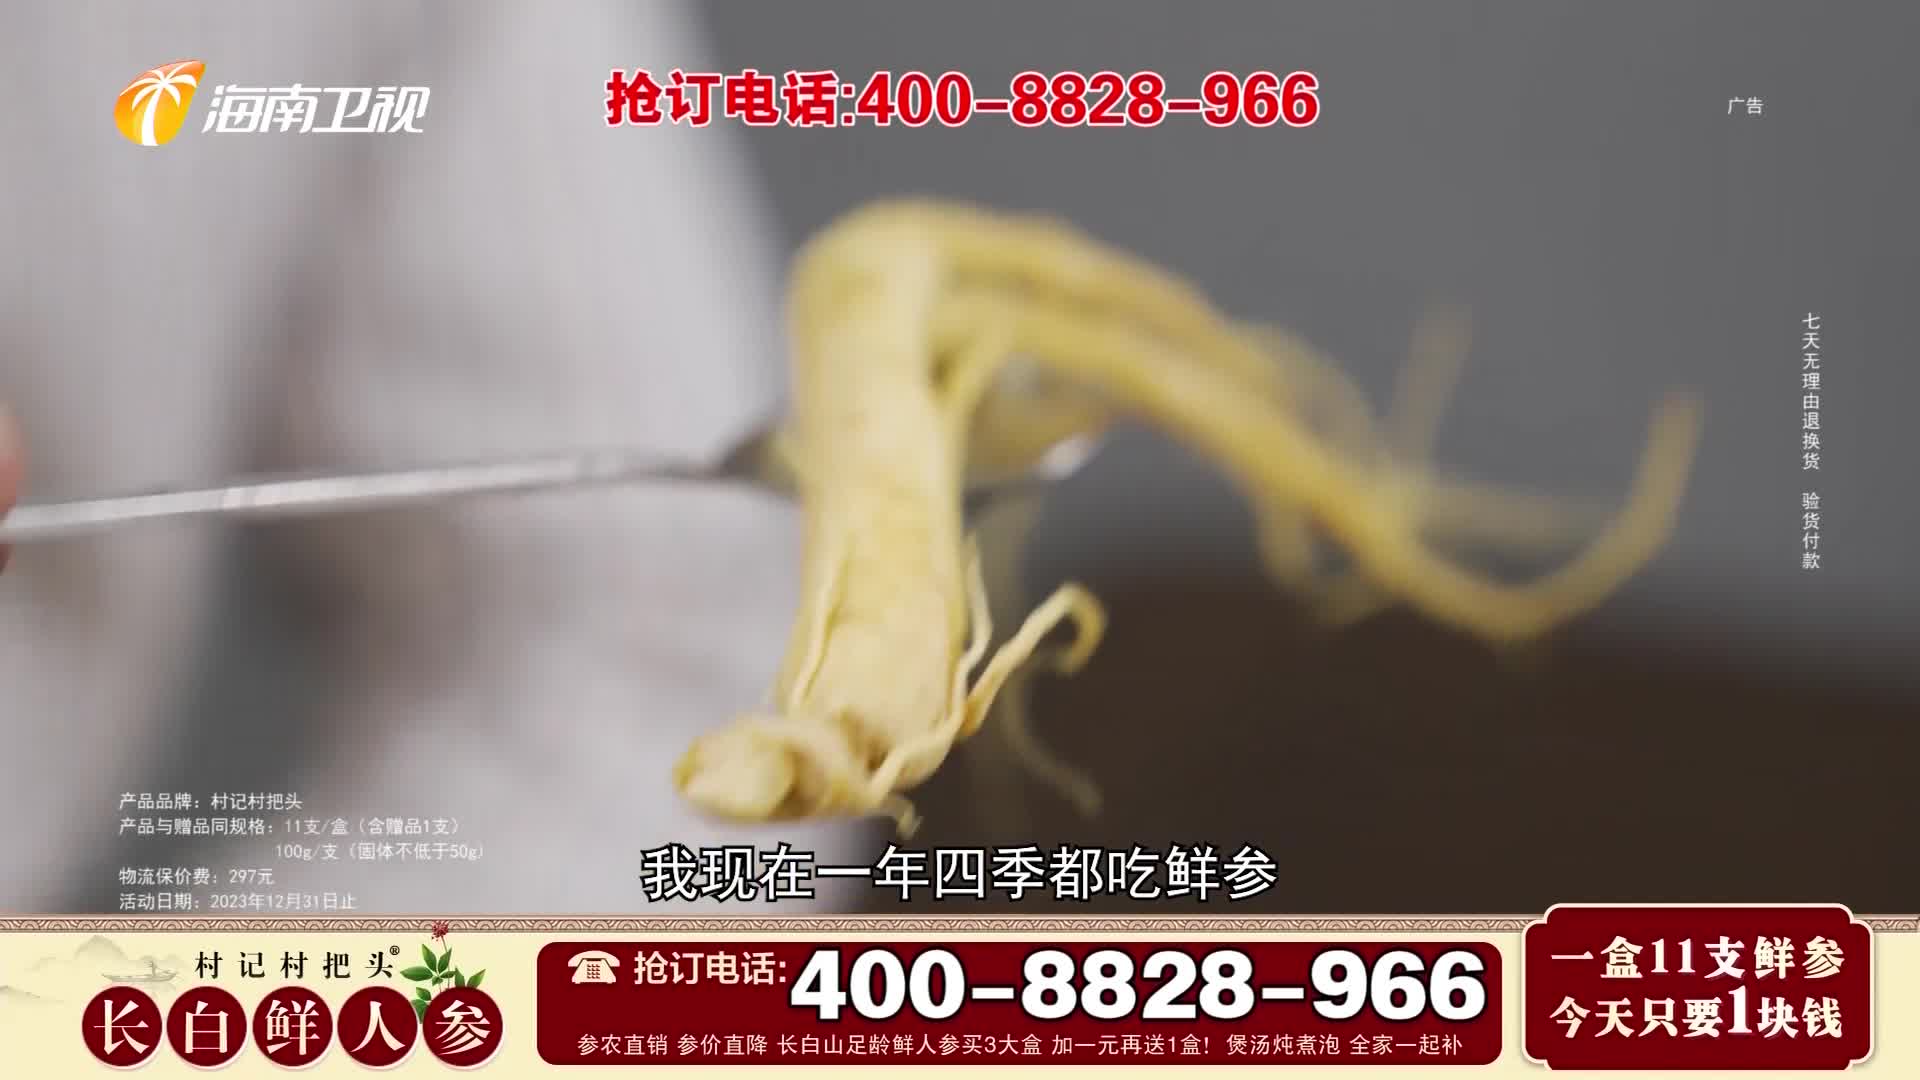 海南卫视
抢订电话:400-8828-966
广告
七天无理由退换货 验货付款
产品品牌：村记村把头
产品与赠品同规格：11支/盒（含赠品1支）
100g/支（固体不低于50g）
物流保价费：297元
活动日期：2023年12月31日止
我现在一年四季都吃鲜参
村记村把头®
长白鲜人参
抢订电话:400-8828-966
参农直销 参价直降 长白山足龄鲜人参买3大盒 加一元再送1盒！煲汤炖煮泡 全家一起补
一盒11支鲜参
今天只要1块钱